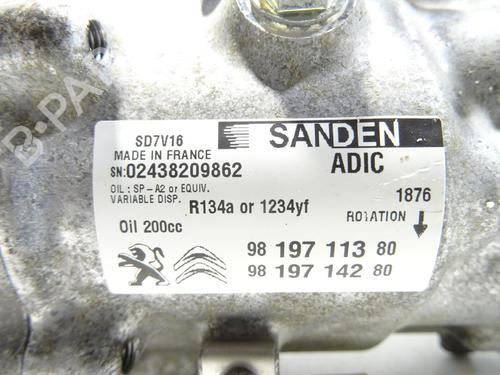 SD7V16
SANDEN
MADE IN FRANCE
ADIC
SN:02438209862
OIL : SP-A2 or EQUIV.
VARIABLE DISP.
R134a or 1234yf
1876
ROTATION
Oil 200cc
98 197 113 80
98 197 142 80
B-PARTS